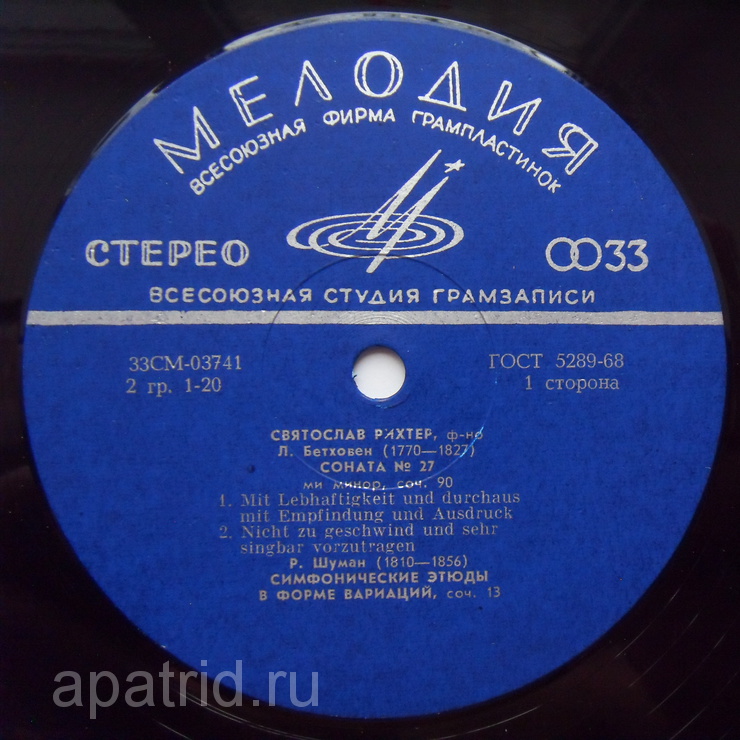 МЕЛОДИЯ
ВСЕСОЮЗНАЯ ФИРМА ГРАМПЛАСТИНОК
СТЕРЕО
33
ВСЕСОЮЗНАЯ СТУДИЯ ГРАМЗАПИСИ
33СМ-03741
ГОСТ 5289-68
2 гр. 1-20
1 сторона
СВЯТОСЛАВ РИХТЕР, ф-но
Л. Бетховен (1770—1827)
СОНАТА № 27
ми минор, соч. 90
1. Mit Lebhaftigkeit und durchaus
mit Empfindung und Ausdruck
2. Nicht zu geschwind und sehr
singbar vorzutragen
Р. Шуман (1810—1856)
СИМФОНИЧЕСКИЕ ЭТЮДЫ
В ФОРМЕ ВАРИАЦИЙ, соч. 13
apatrid.ru